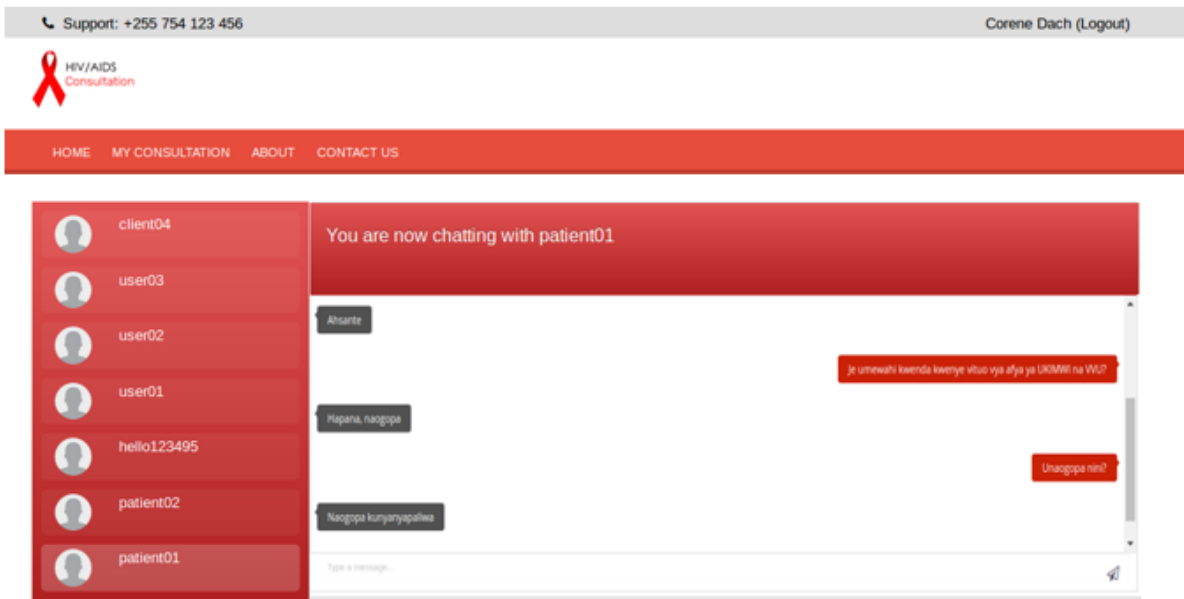 Support: +255 754 123 456
Corene Dach (Logout)
HIV/AIDS
Consultation
HOME MY CONSULTATION ABOUT CONTACT US
client04
user03
user02
user01
hello123495
patient02
patient01
You are now chatting with patient01
Ahsante
Je umewahi kwenda kwenye vituo vya afya ya UKIMWI na VVU?
Hapana, naogopa
Unaogopa nini?
Naogopa kunyanyapaliwa
Type a message...